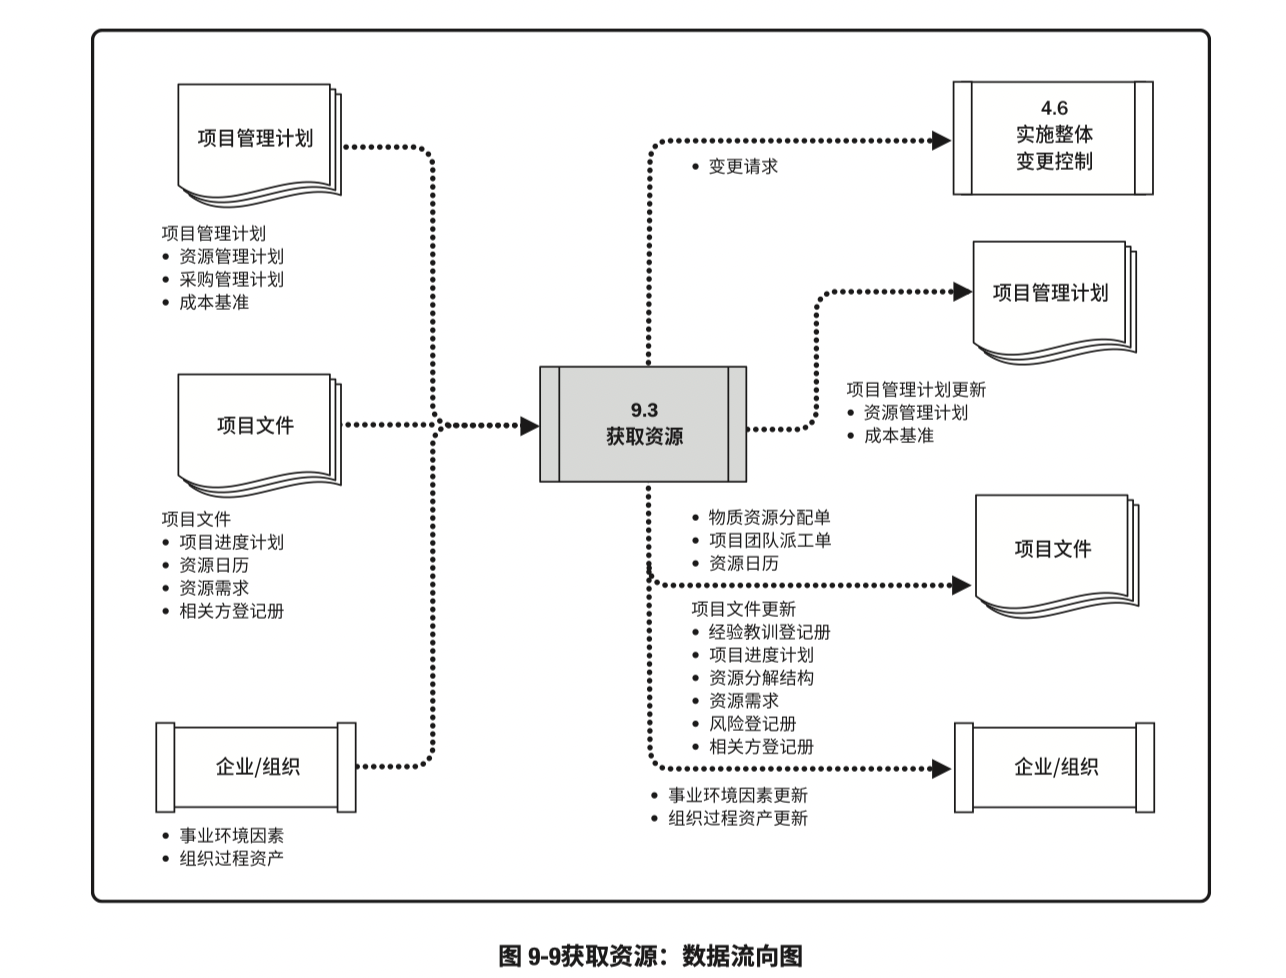 项目管理计划
项目管理计划
• 资源管理计划
• 采购管理计划
• 成本基准
项目文件
项目文件
• 项目进度计划
• 资源日历
• 资源需求
• 相关方登记册
企业/组织
• 事业环境因素
• 组织过程资产
9.3
获取资源
• 变更请求
4.6
实施整体
变更控制
项目管理计划
项目管理计划更新
• 资源管理计划
• 成本基准
• 物质资源分配单
• 项目团队派工单
• 资源日历
项目文件
项目文件更新
• 经验教训登记册
• 项目进度计划
• 资源分解结构
• 资源需求
• 风险登记册
• 相关方登记册
企业/组织
• 事业环境因素更新
• 组织过程资产更新
图 9-9获取资源：数据流向图